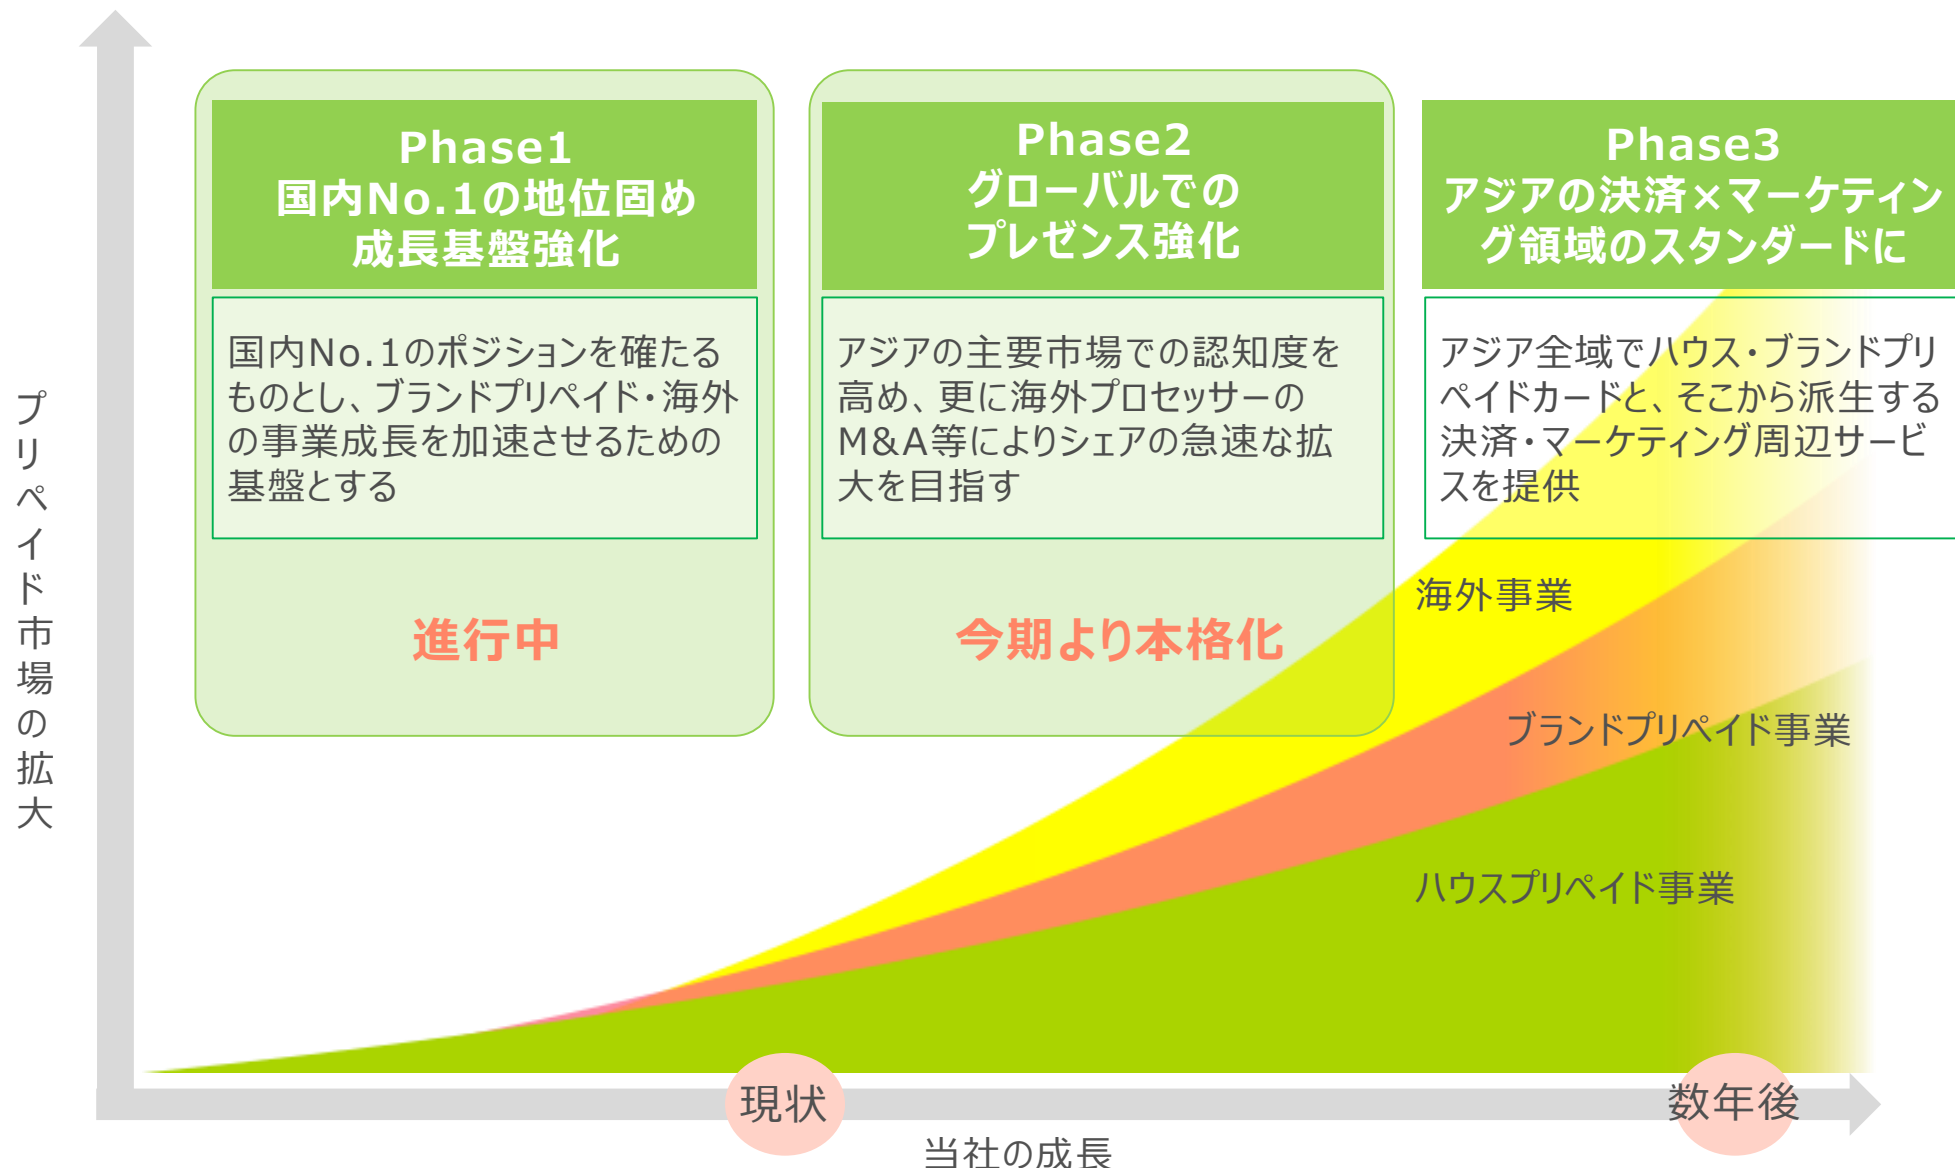 Phase1
国内No.1の地位固め
成長基盤強化
国内No.1のポジションを確たる
ものとし、ブランドプリペイド・海外
の事業成長を加速させるための
基盤とする
進行中
Phase2
グローバルでの
プレゼンス強化
アジアの主要市場での認知度を
高め、更に海外プロセッサーの
M&A等によりシェアの急速な拡
大を目指す
今期より本格化
Phase3
アジアの決済×マーケティン
グ領域のスタンダードに
アジア全域でハウス・ブランドプリ
ペイドカードと、そこから派生する
決済・マーケティング周辺サービ
スを提供
プリペイド市場の拡大
海外事業
ブランドプリペイド事業
ハウスプリペイド事業
現状
数年後
当社の成長